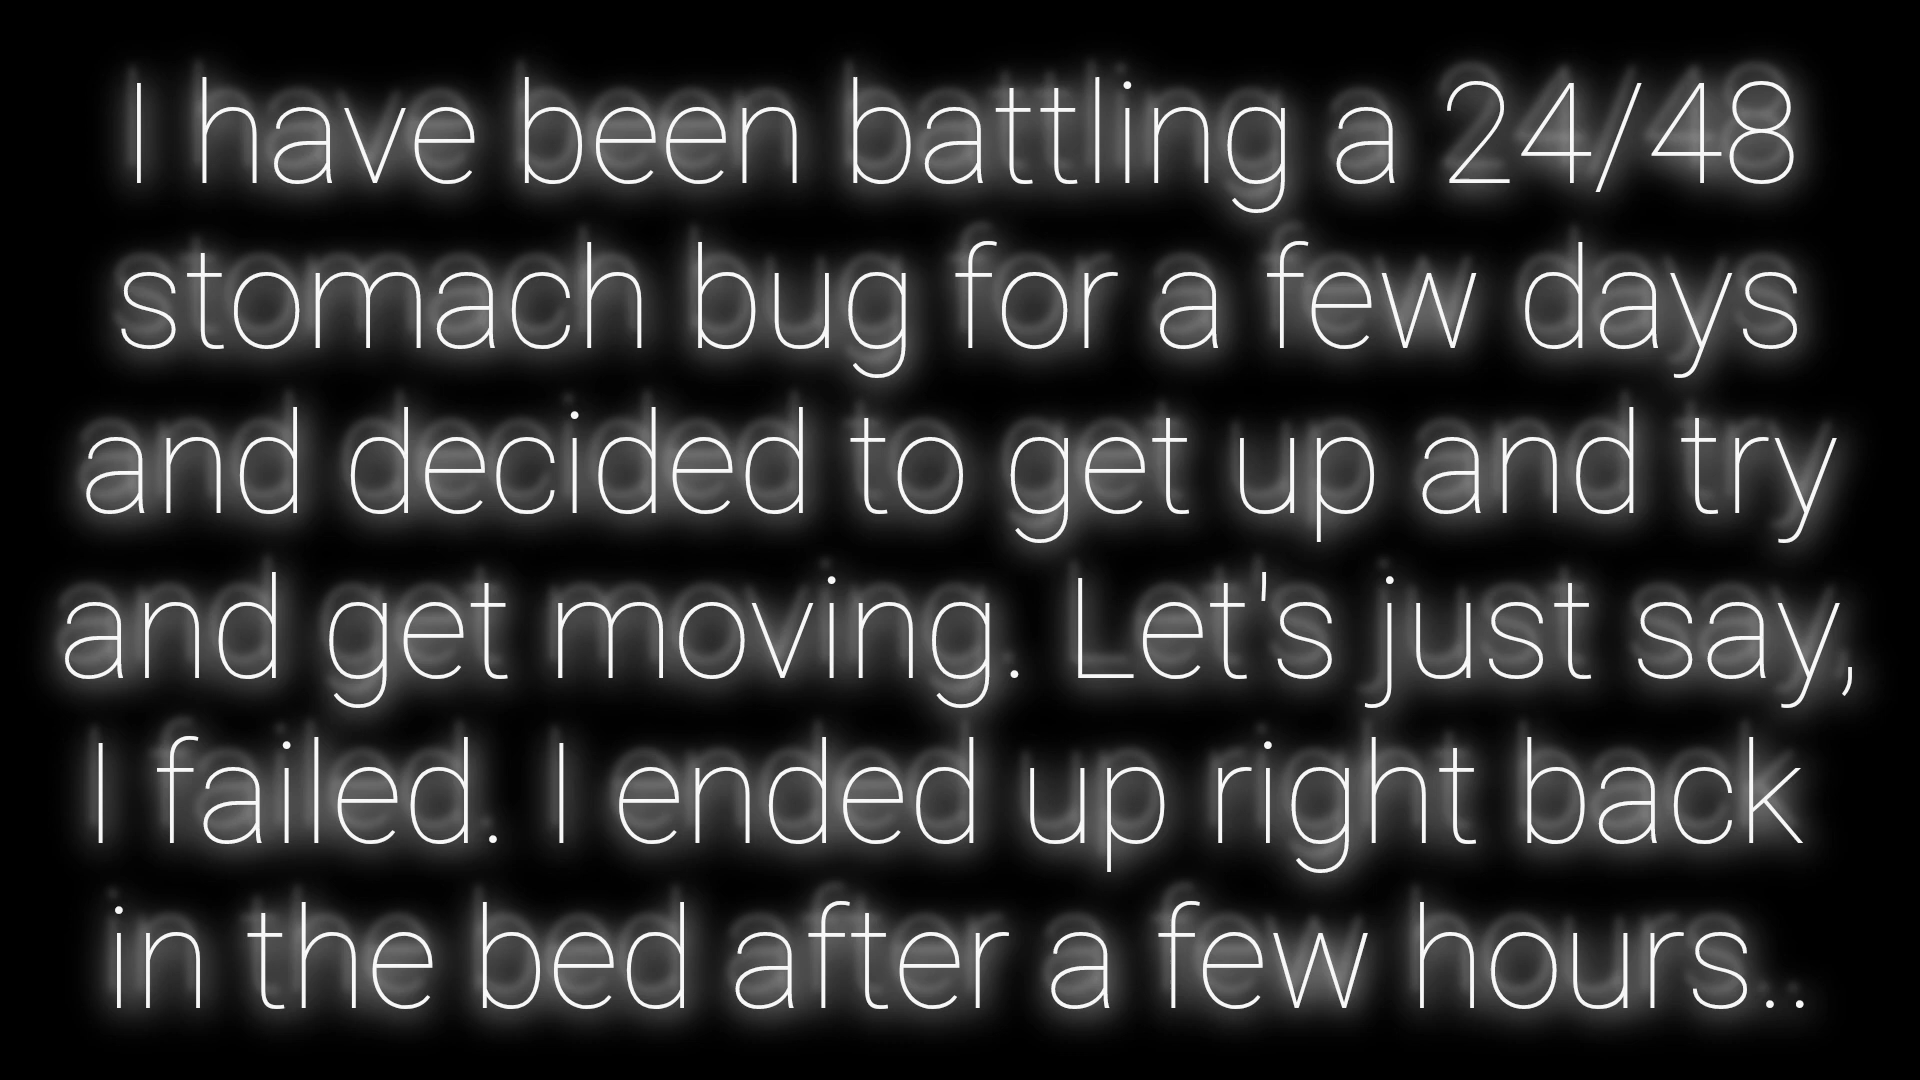 I have been battling a 24/48
stomach bug for a few days
and decided to get up and try
and get moving. Let's just say,
I failed. I ended up right back
in the bed after a few hours..